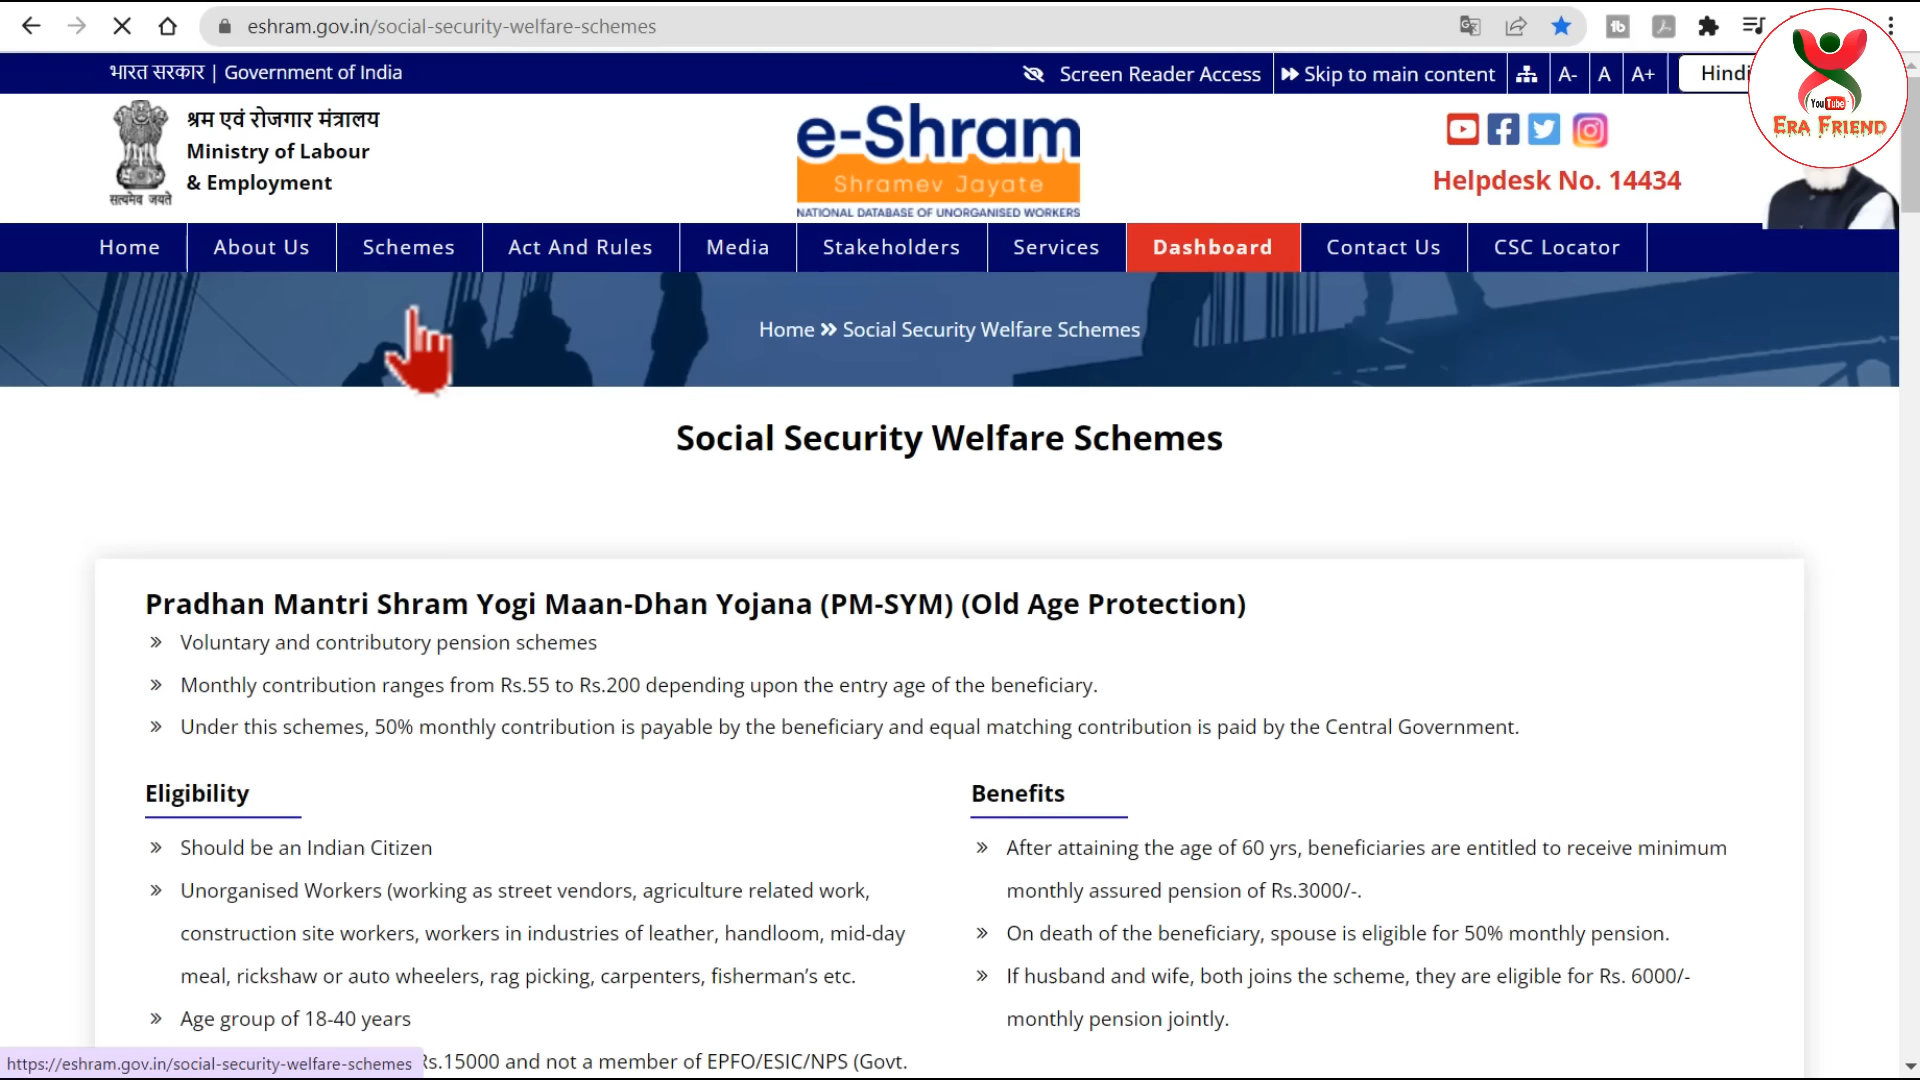 eshram.gov.in/social-security-welfare-schemes
भारत सरकार | Government of India
Screen Reader Access
Skip to main content
A-
A
A+
Hindi
YouTube
ERA FRIEND
श्रम एवं रोजगार मंत्रालय
Ministry of Labour
& Employment
सत्यमेव जयते
e-Shram
Shramev Jayate
NATIONAL DATABASE OF UNORGANISED WORKERS
Helpdesk No. 14434
Home
About Us
Schemes
Act And Rules
Media
Stakeholders
Services
Dashboard
Contact Us
CSC Locator
Home » Social Security Welfare Schemes
Social Security Welfare Schemes
Pradhan Mantri Shram Yogi Maan-Dhan Yojana (PM-SYM) (Old Age Protection)
» Voluntary and contributory pension schemes
» Monthly contribution ranges from Rs.55 to Rs.200 depending upon the entry age of the beneficiary.
» Under this schemes, 50% monthly contribution is payable by the beneficiary and equal matching contribution is paid by the Central Government.
Eligibility
» Should be an Indian Citizen
» Unorganised Workers (working as street vendors, agriculture related work,
construction site workers, workers in industries of leather, handloom, mid-day
meal, rickshaw or auto wheelers, rag picking, carpenters, fisherman's etc.
» Age group of 18-40 years
Rs.15000 and not a member of EPFO/ESIC/NPS (Govt.
Benefits
» After attaining the age of 60 yrs, beneficiaries are entitled to receive minimum
monthly assured pension of Rs.3000/-.
» On death of the beneficiary, spouse is eligible for 50% monthly pension.
» If husband and wife, both joins the scheme, they are eligible for Rs. 6000/-
monthly pension jointly.
https://eshram.gov.in/social-security-welfare-schemes